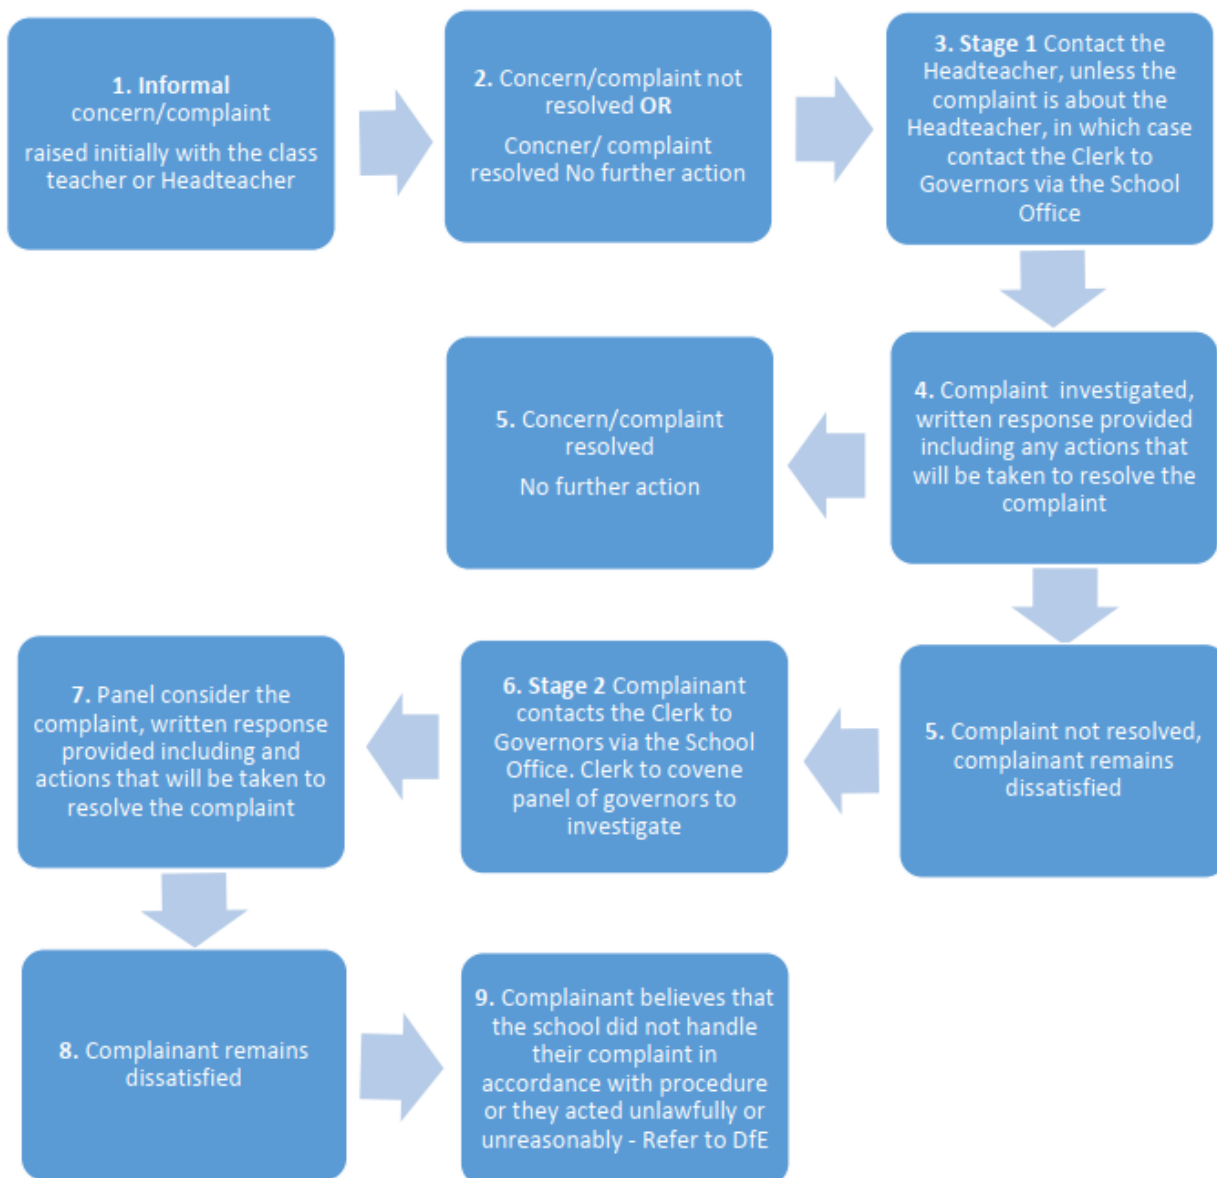 1. Informal
concern/complaint
raised initially with the class
teacher or Headteacher
2. Concern/complaint not
resolved OR
Concner/ complaint
resolved No further action
3. Stage 1 Contact the
Headteacher, unless the
complaint is about the
Headteacher, in which case
contact the Clerk to
Governors via the School
Office
4. Complaint investigated,
written response provided
including any actions that
will be taken to resolve the
complaint
5. Concern/complaint
resolved
No further action
5. Complaint not resolved,
complainant remains
dissatisfied
6. Stage 2 Complainant
contacts the Clerk to
Governors via the School
Office. Clerk to covene
panel of governors to
investigate
7. Panel consider the
complaint, written response
provided including and
actions that will be taken to
resolve the complaint
8. Complainant remains
dissatisfied
9. Complainant believes that
the school did not handle
their complaint in
accordance with procedure
or they acted unlawfully or
unreasonably - Refer to DfE